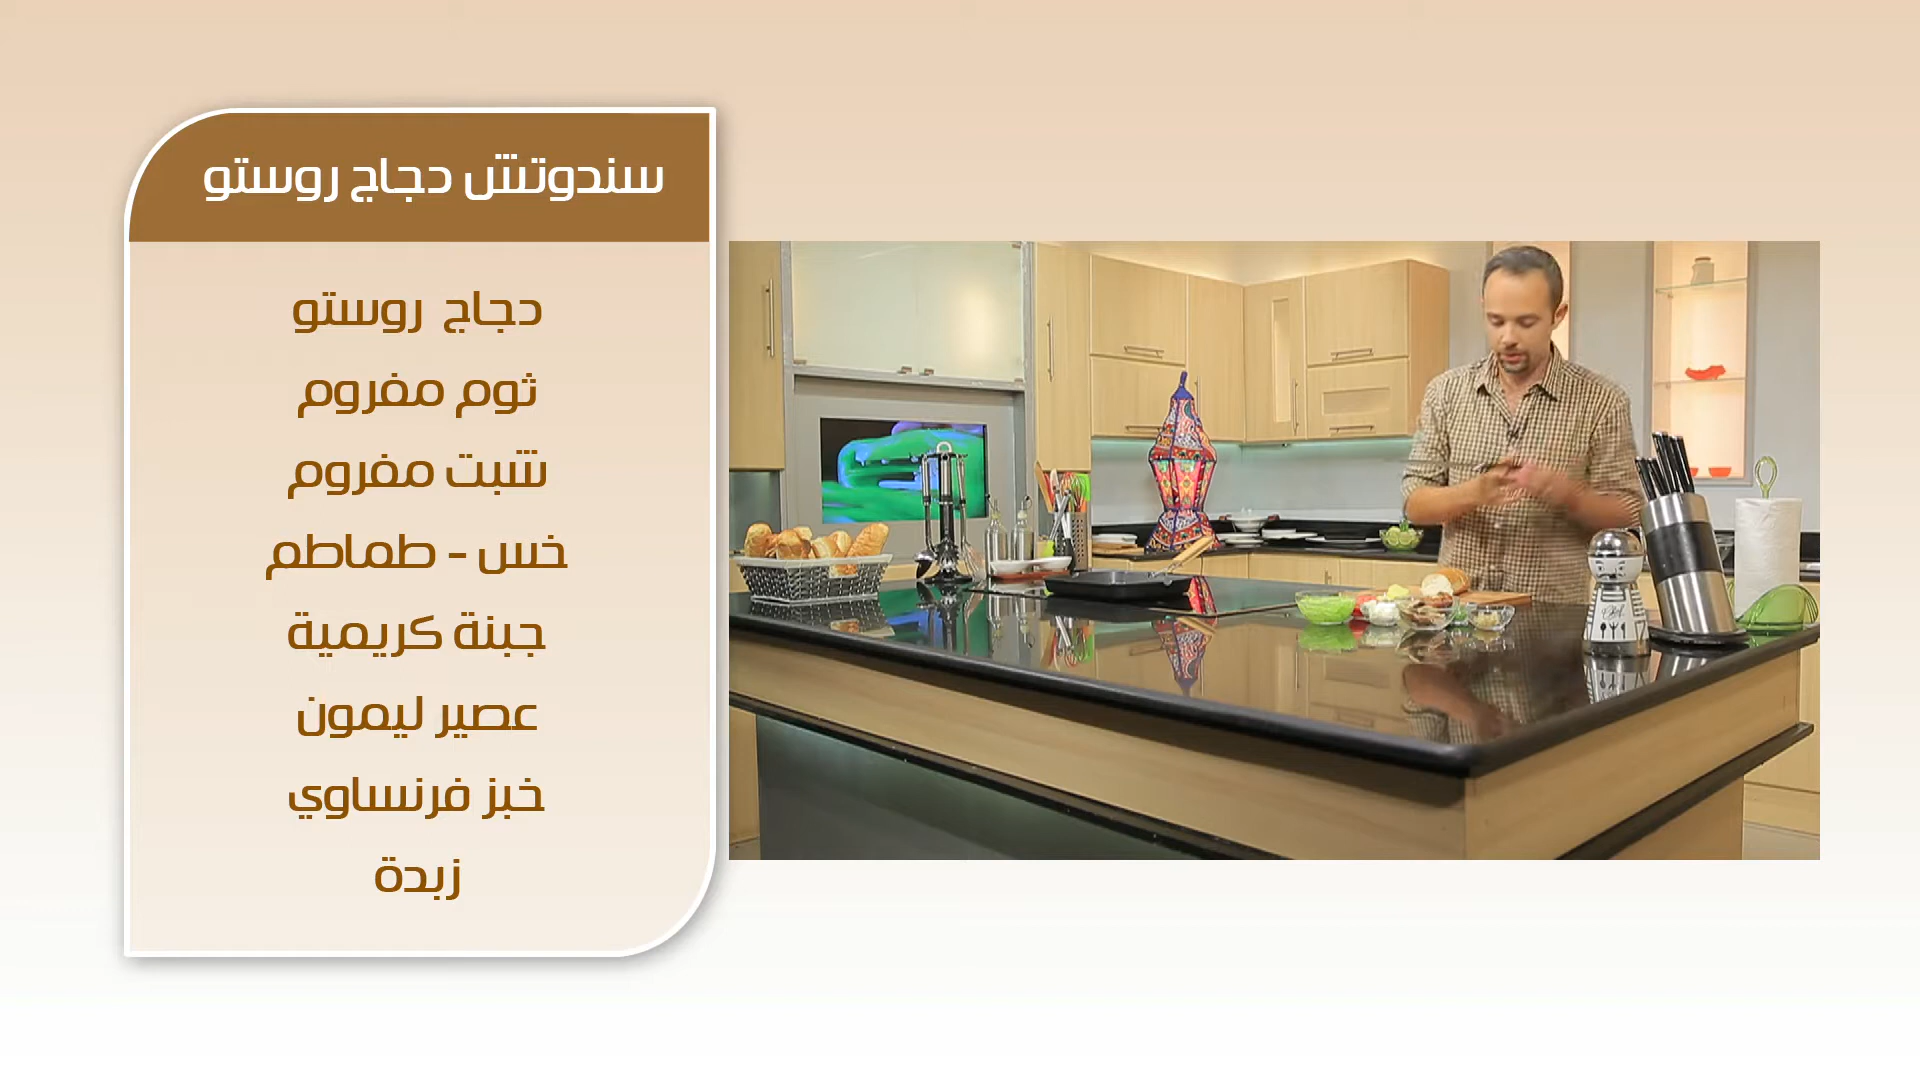 سندوتش دجاج روستو
دجاج روستو
ثوم مفروم
شبت مفروم
خس - طماطم
جبنة كريمية
عصير ليمون
خبز فرنساوي
زبدة